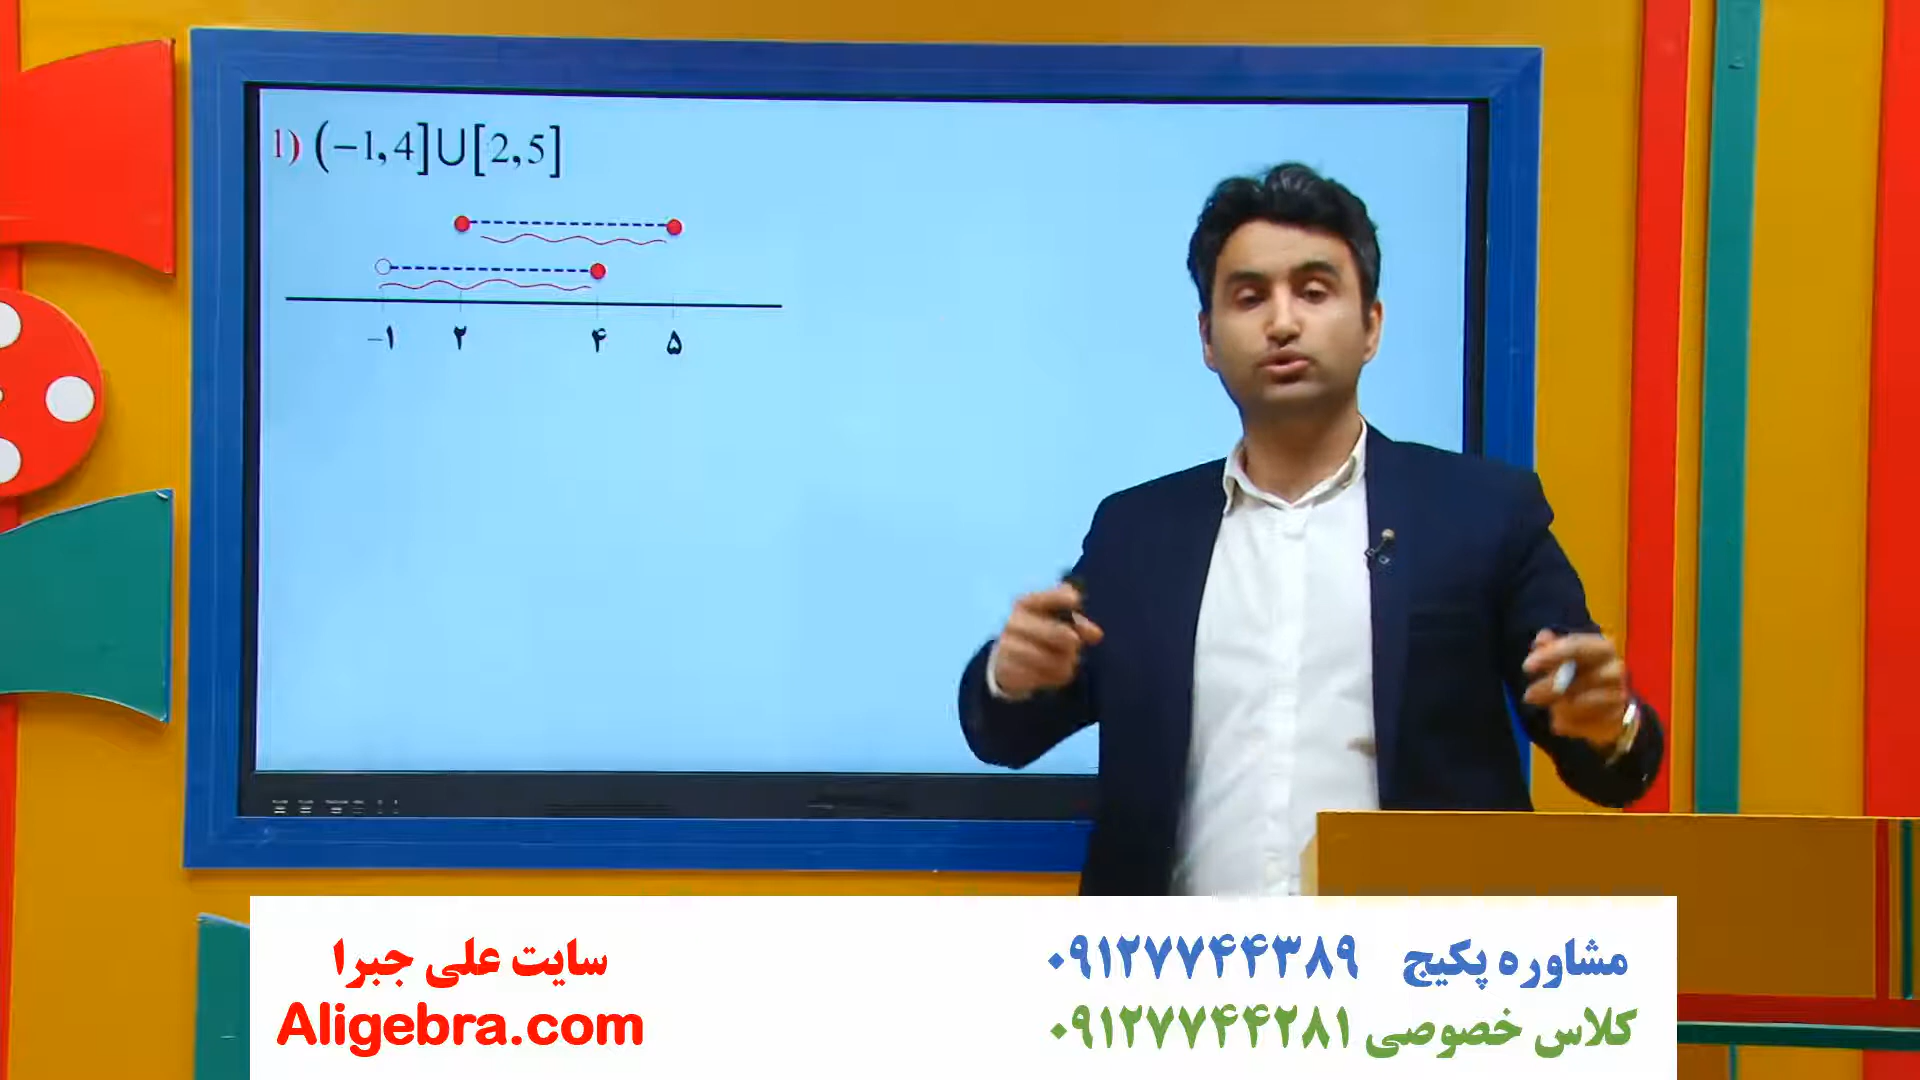 1) (−1,4]∪[2,5]
−۱ ۲ ۴ ۵
سایت علی جبرا
Aligebra.com
مشاوره پکیج ۰۹۱۲۷۷۴۴۳۸۹
کلاس خصوصی ۰۹۱۲۷۷۴۴۲۸۱